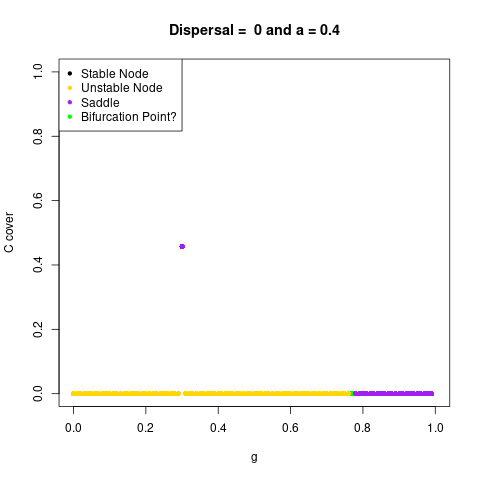 Dispersal =  0 and a = 0.4
Stable Node
Unstable Node
Saddle
Bifurcation Point?
C cover
1.0
0.8
0.6
0.4
0.2
0.0
0.0 0.2 0.4 0.6 0.8 1.0
g